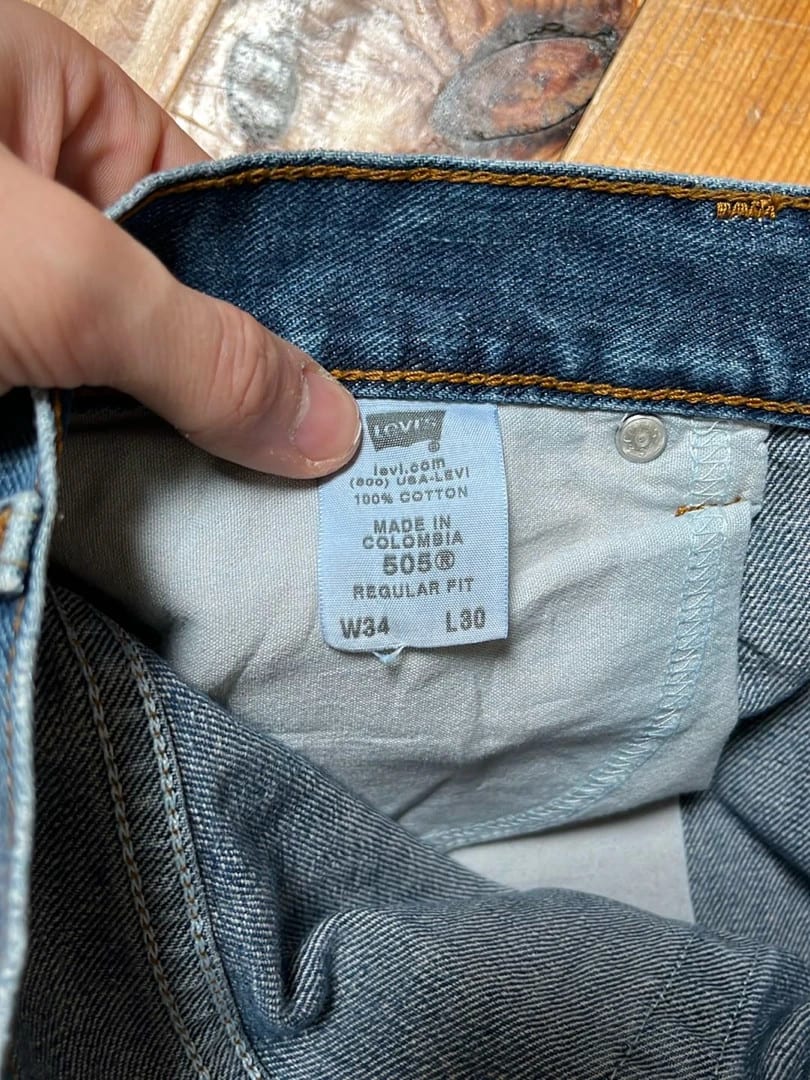 LEVI'S
®
levi.com
(800) USA-LEVI
100% COTTON
MADE IN
COLOMBIA
505®
REGULAR FIT
W34 L30